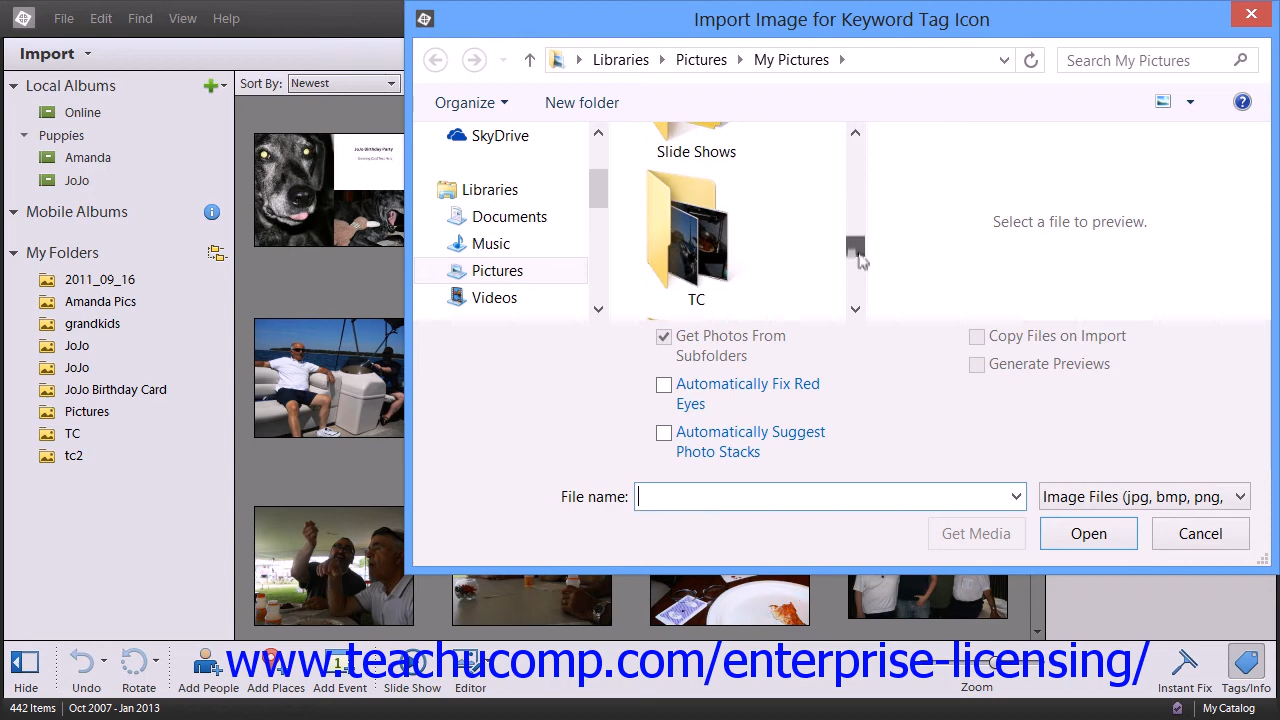 File Edit Find View Help
Import
Local Albums
Online
Puppies
Amanda
JoJo
Mobile Albums
My Folders
2011_09_16
Amanda Pics
grandkids
JoJo
JoJo
JoJo Birthday Card
Pictures
TC
tc2
Sort By: Newest
JoJo Birthday Party
Import Image for Keyword Tag Icon
Libraries Pictures My Pictures
Search My Pictures
Organize New folder
SkyDrive
Libraries
Documents
Music
Pictures
Videos
Slide Shows
TC
Select a file to preview.
Get Photos From
Subfolders
Automatically Fix Red
Eyes
Automatically Suggest
Photo Stacks
Copy Files on Import
Generate Previews
File name:
Image Files (jpg, bmp, png,
Get Media Open Cancel
www.teachucomp.com/enterprise-licensing/
Hide Undo Rotate Add People Add Places Add Event Slide Show Editor Zoom Instant Fix Tags/Info
442 Items Oct 2007 - Jan 2013 My Catalog